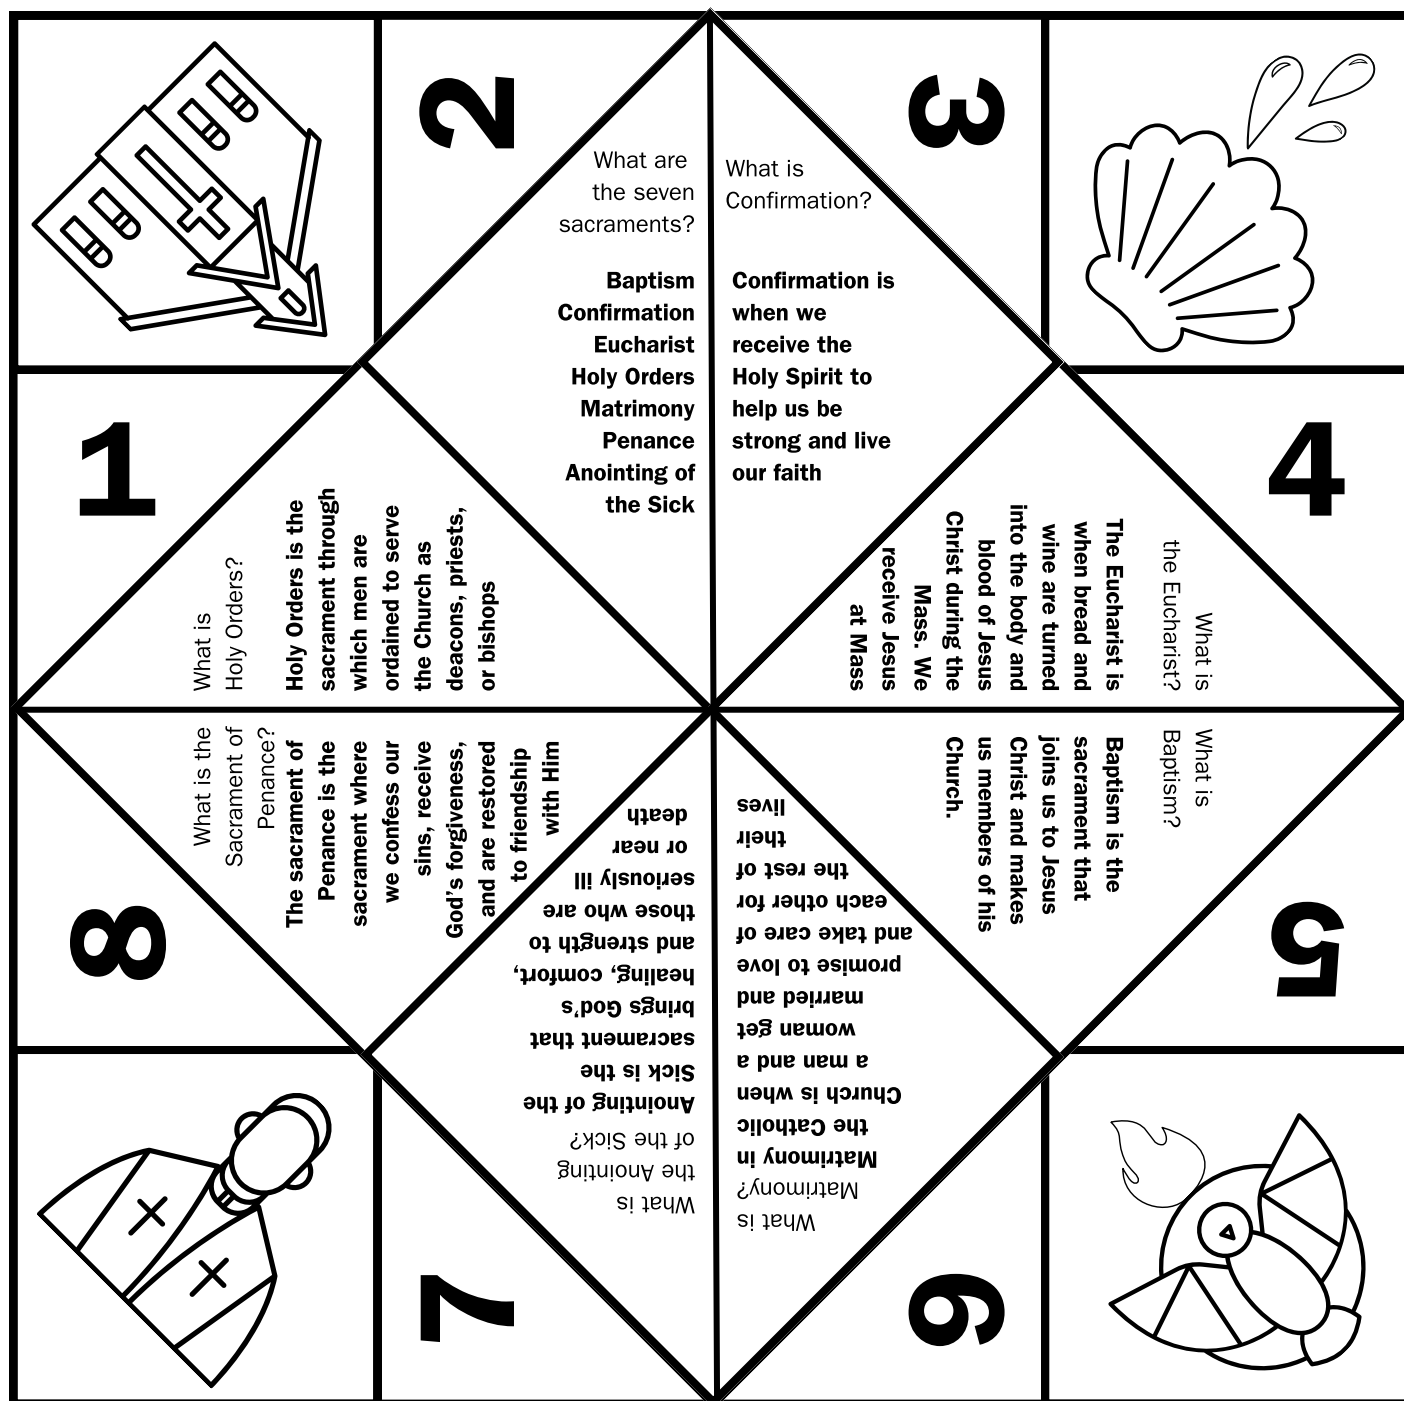 2
3
What are
the seven
sacraments?
Baptism
Confirmation
Eucharist
Holy Orders
Matrimony
Penance
Anointing of
the Sick
What is
Confirmation?
Confirmation is
when we
receive the
Holy Spirit to
help us be
strong and live
our faith
1
What is
Holy Orders?
Holy Orders is the
sacrament through
which men are
ordained to serve
the Church as
deacons, priests,
or bishops
4
What is
the Eucharist?
The Eucharist is
when bread and
wine are turned
into the body and
blood of Jesus
Christ during the
Mass. We
receive Jesus
at Mass
What is
Baptism?
Baptism is the
sacrament that
joins us to Jesus
Christ and makes
us members of his
Church.
5
What is
Matrimony?
Matrimony in
the Catholic
Church is when
a man and a
woman get
married and
promise to love
and take care of
each other for
the rest of
their
lives
6
What is
the Anointing
of the Sick?
Anointing of the
Sick is the
sacrament that
brings God's
healing, comfort,
and strength to
those who are
seriously ill
or near
death
7
What is the
Sacrament of
Penance?
The sacrament of
Penance is the
sacrament where
we confess our
sins, receive
God's forgiveness,
and are restored
to friendship
with Him
8